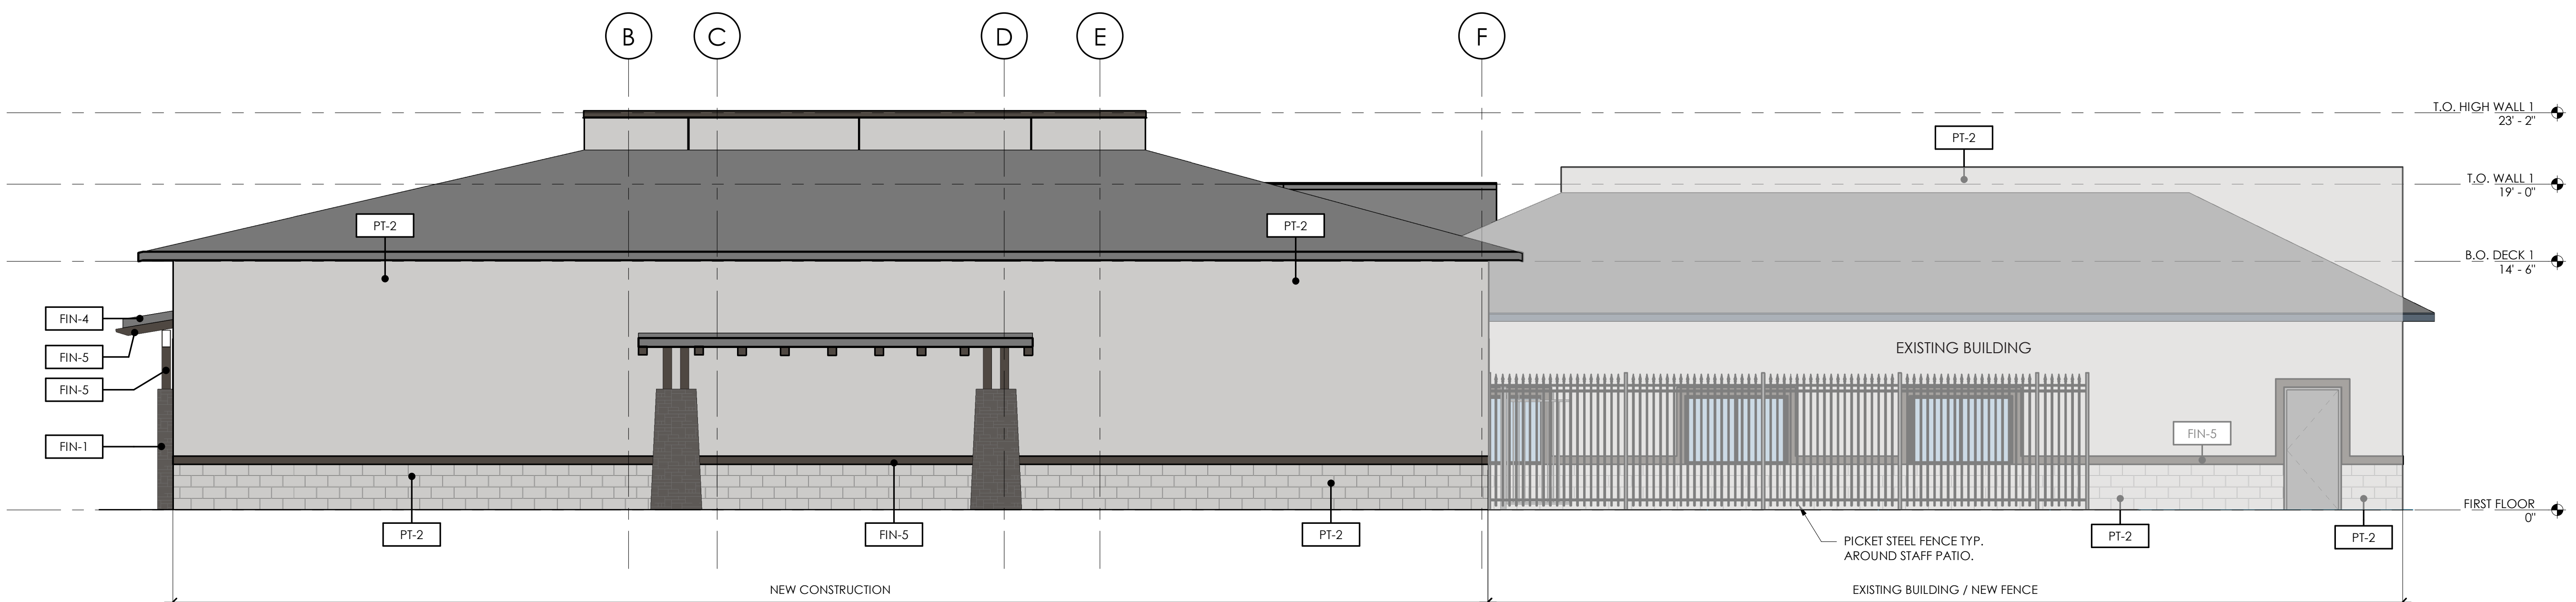 B
C
D
E
F
T.O. HIGH WALL 1
23' - 2"
PT-2
T.O. WALL 1
19' - 0"
PT-2
PT-2
B.O. DECK 1
14' - 6"
FIN-4
FIN-5
EXISTING BUILDING
FIN-5
FIN-5
FIN-1
FIRST FLOOR
0"
PT-2
FIN-5
PT-2
PT-2
PT-2
PICKET STEEL FENCE TYP.
AROUND STAFF PATIO.
NEW CONSTRUCTION
EXISTING BUILDING / NEW FENCE